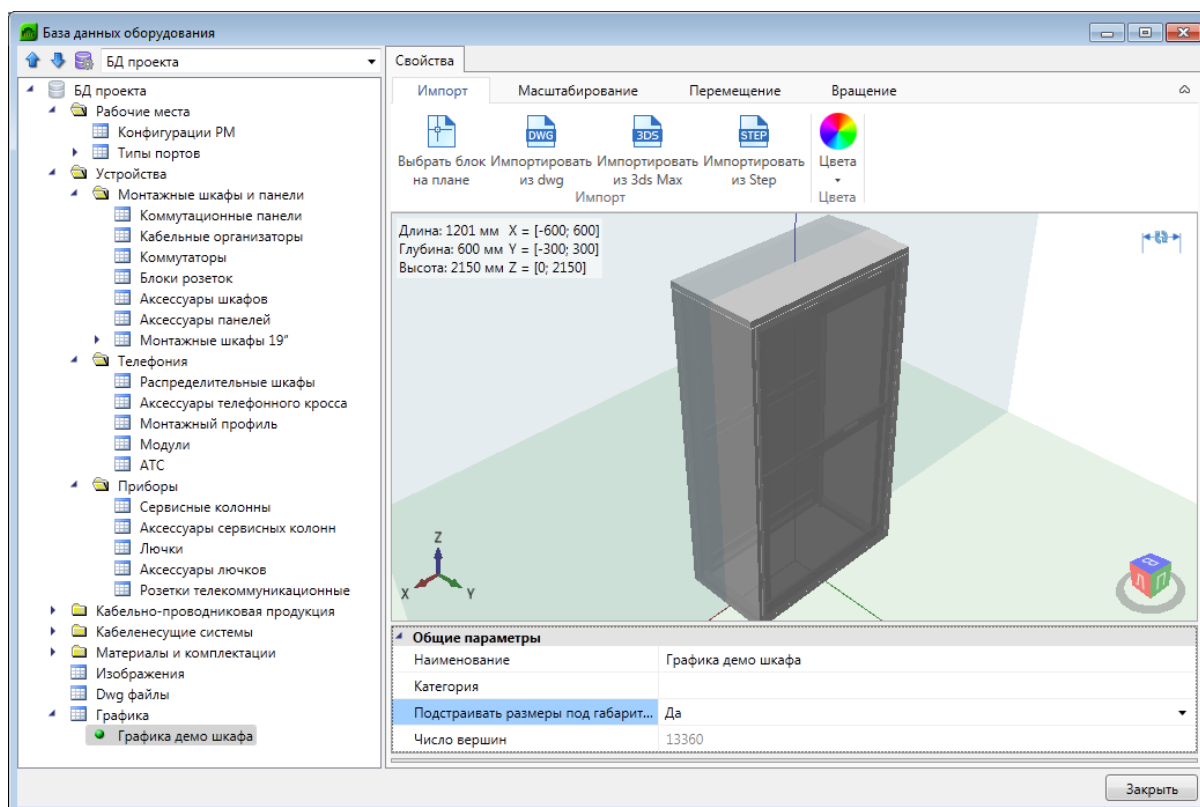 База данных оборудования
БД проекта
БД проекта
Рабочие места
Конфигурации РМ
Типы портов
Устройства
Монтажные шкафы и панели
Коммутационные панели
Кабельные организаторы
Коммутаторы
Блоки розеток
Аксессуары шкафов
Аксессуары панелей
Монтажные шкафы 19"
Телефония
Распределительные шкафы
Аксессуары телефонного кросса
Монтажный профиль
Модули
АТС
Приборы
Сервисные колонны
Аксессуары сервисных колонн
Лючки
Аксессуары лючков
Розетки телекоммуникационные
Кабельно-проводниковая продукция
Кабеленесущие системы
Материалы и комплектации
Изображения
Dwg файлы
Графика
Графика демо шкафа
Свойства
Импорт Масштабирование Перемещение Вращение
DWG 3DS STEP
Выбрать блок Импортировать Импортировать Импортировать Цвета
на плане из dwg из 3ds Max из Step
Импорт Цвета
Длина: 1201 мм X = [-600; 600]
Глубина: 600 мм Y = [-300; 300]
Высота: 2150 мм Z = [0; 2150]
Z
X Y
В
Л П
Общие параметры
Наименование Графика демо шкафа
Категория
Подстраивать размеры под габарит... Да
Число вершин 13360
Закрыть